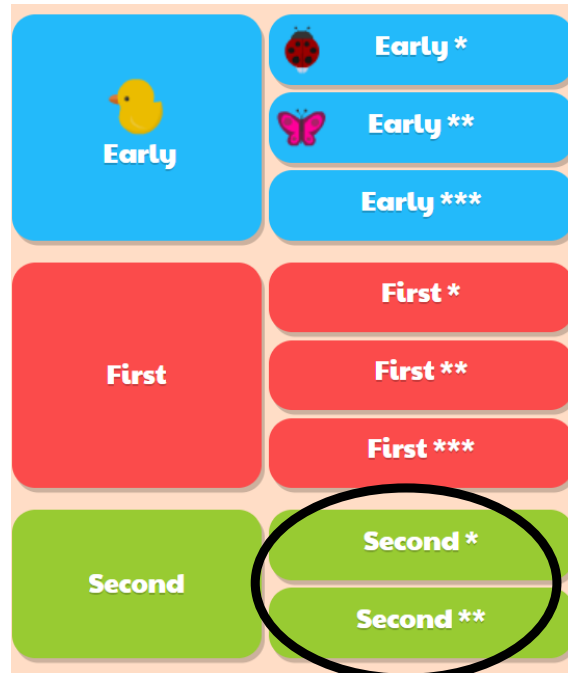 Early
Early *
Early **
Early ***
First
First *
First **
First ***
Second
Second *
Second **